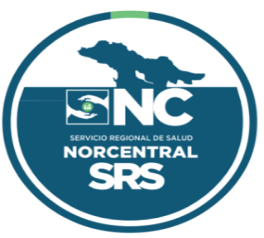 SNC
SERVICIO REGIONAL DE SALUD
NORCENTRAL
SRS